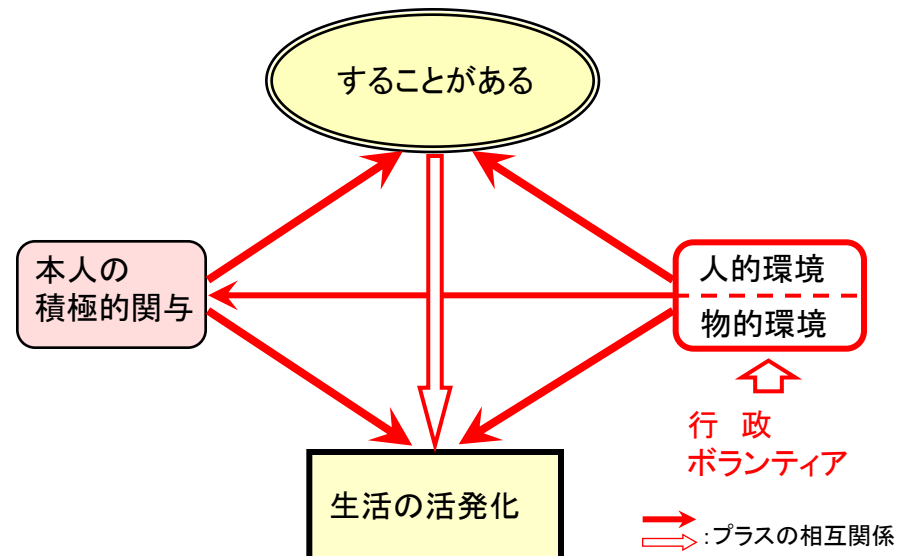 することがある
本人の
積極的関与
人的環境
物的環境
行 政
ボランティア
生活の活発化
:プラスの相互関係